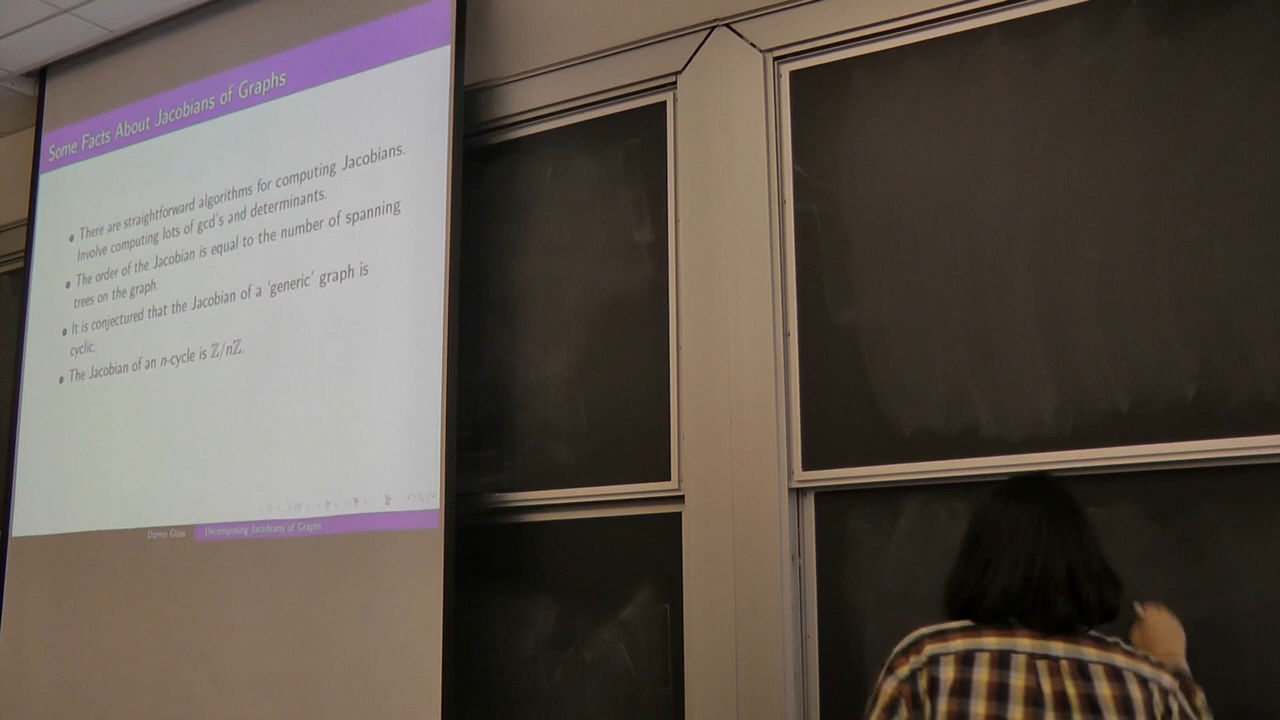 Some Facts About Jacobians of Graphs
• There are straightforward algorithms for computing Jacobians.
Involve computing lots of gcd's and determinants.
• The order of the Jacobian is equal to the number of spanning
trees on the graph.
• It is conjectured that the Jacobian of a 'generic' graph is
cyclic.
• The Jacobian of an n-cycle is ℤ/nℤ.
Darren Glass Decomposing Jacobians of Graphs